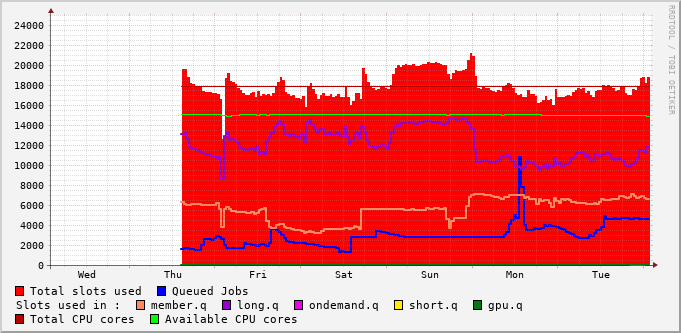 24000
22000
20000
18000
16000
14000
12000
10000
8000
6000
4000
2000
0
Wed Thu Fri Sat Sun Mon Tue
RRDTOOL / TOBI OETIKER
Total slots used Queued Jobs
Slots used in : member.q long.q ondemand.q short.q gpu.q
Total CPU cores Available CPU cores